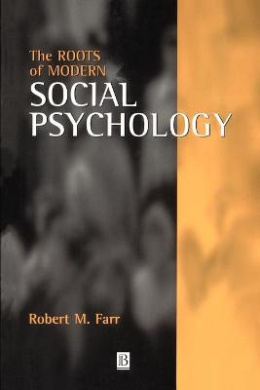 The ROOTS
of MODERN
SOCIAL
PSYCHOLOGY
Robert M. Farr
B